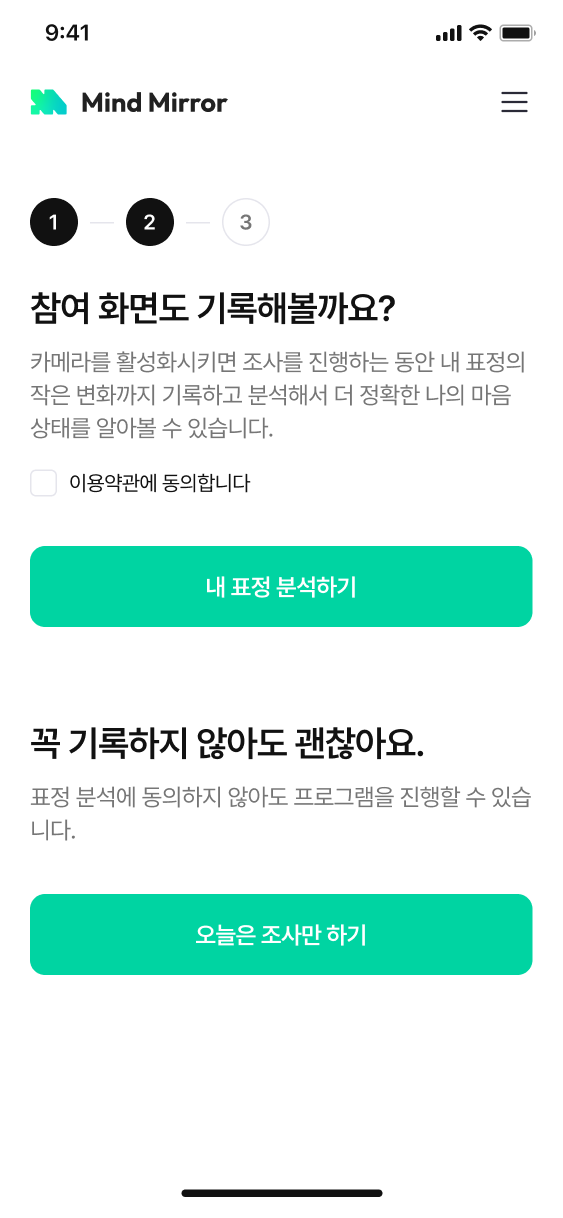 9:41
Mind Mirror
1 2 3
참여 화면도 기록해볼까요?
카메라를 활성화시키면 조사를 진행하는 동안 내 표정의
작은 변화까지 기록하고 분석해서 더 정확한 나의 마음
상태를 알아볼 수 있습니다.
이용약관에 동의합니다
내 표정 분석하기
꼭 기록하지 않아도 괜찮아요.
표정 분석에 동의하지 않아도 프로그램을 진행할 수 있습
니다.
오늘은 조사만 하기